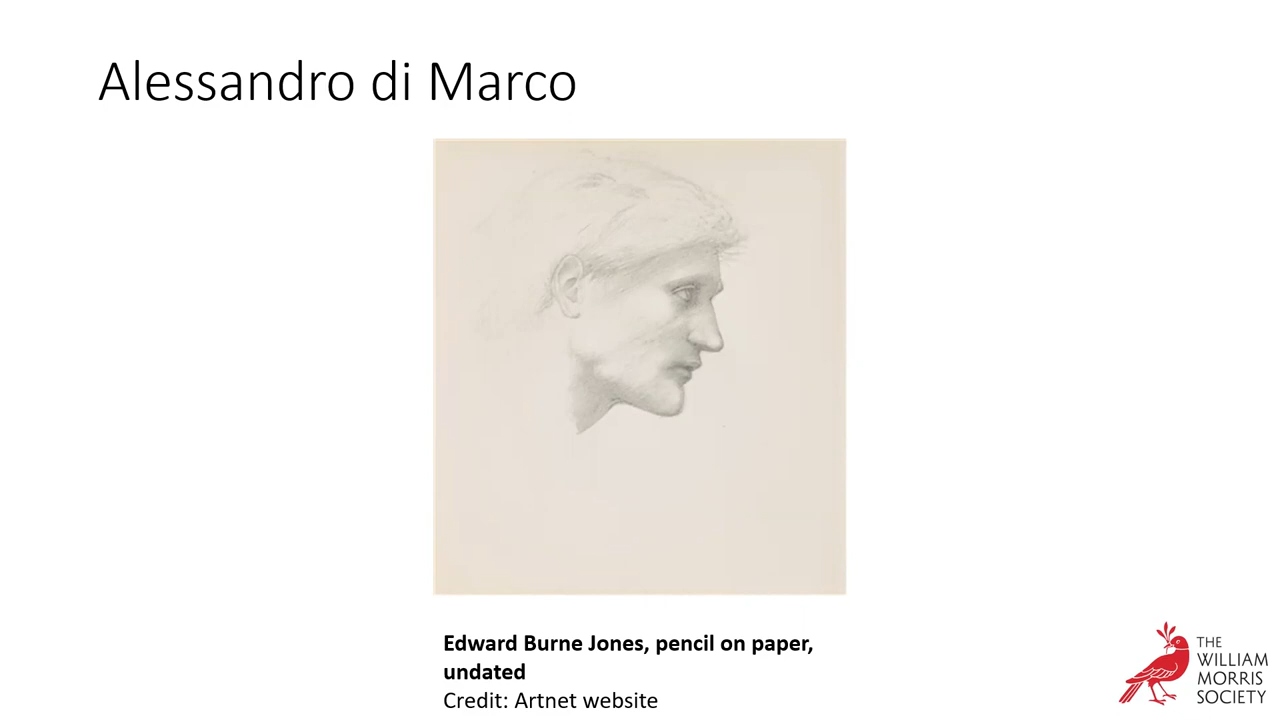 Alessandro di Marco
Edward Burne Jones, pencil on paper,
undated
Credit: Artnet website
THE
WILLIAM
MORRIS
SOCIETY